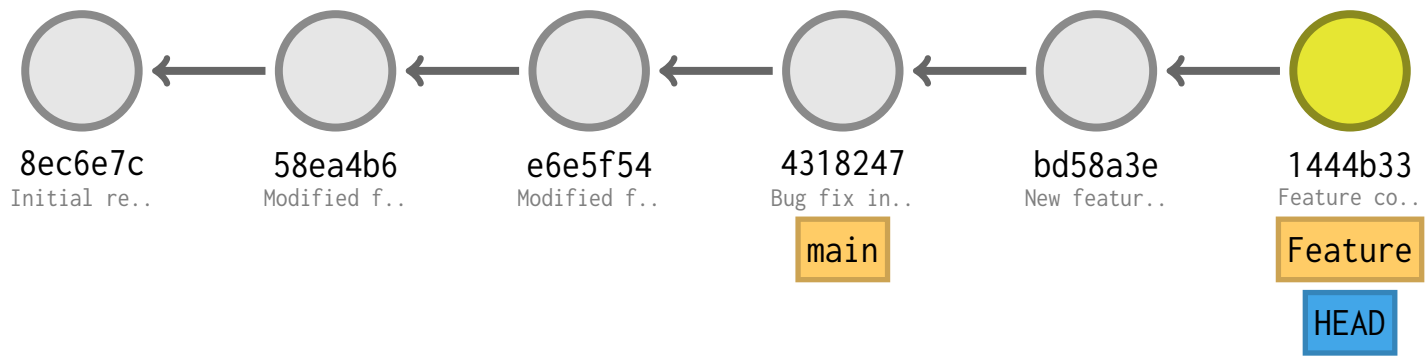 8ec6e7c 58ea4b6 e6e5f54 4318247 bd58a3e 1444b33
Initial re.. Modified f.. Modified f.. Bug fix in.. New featur.. Feature co..
main Feature
HEAD